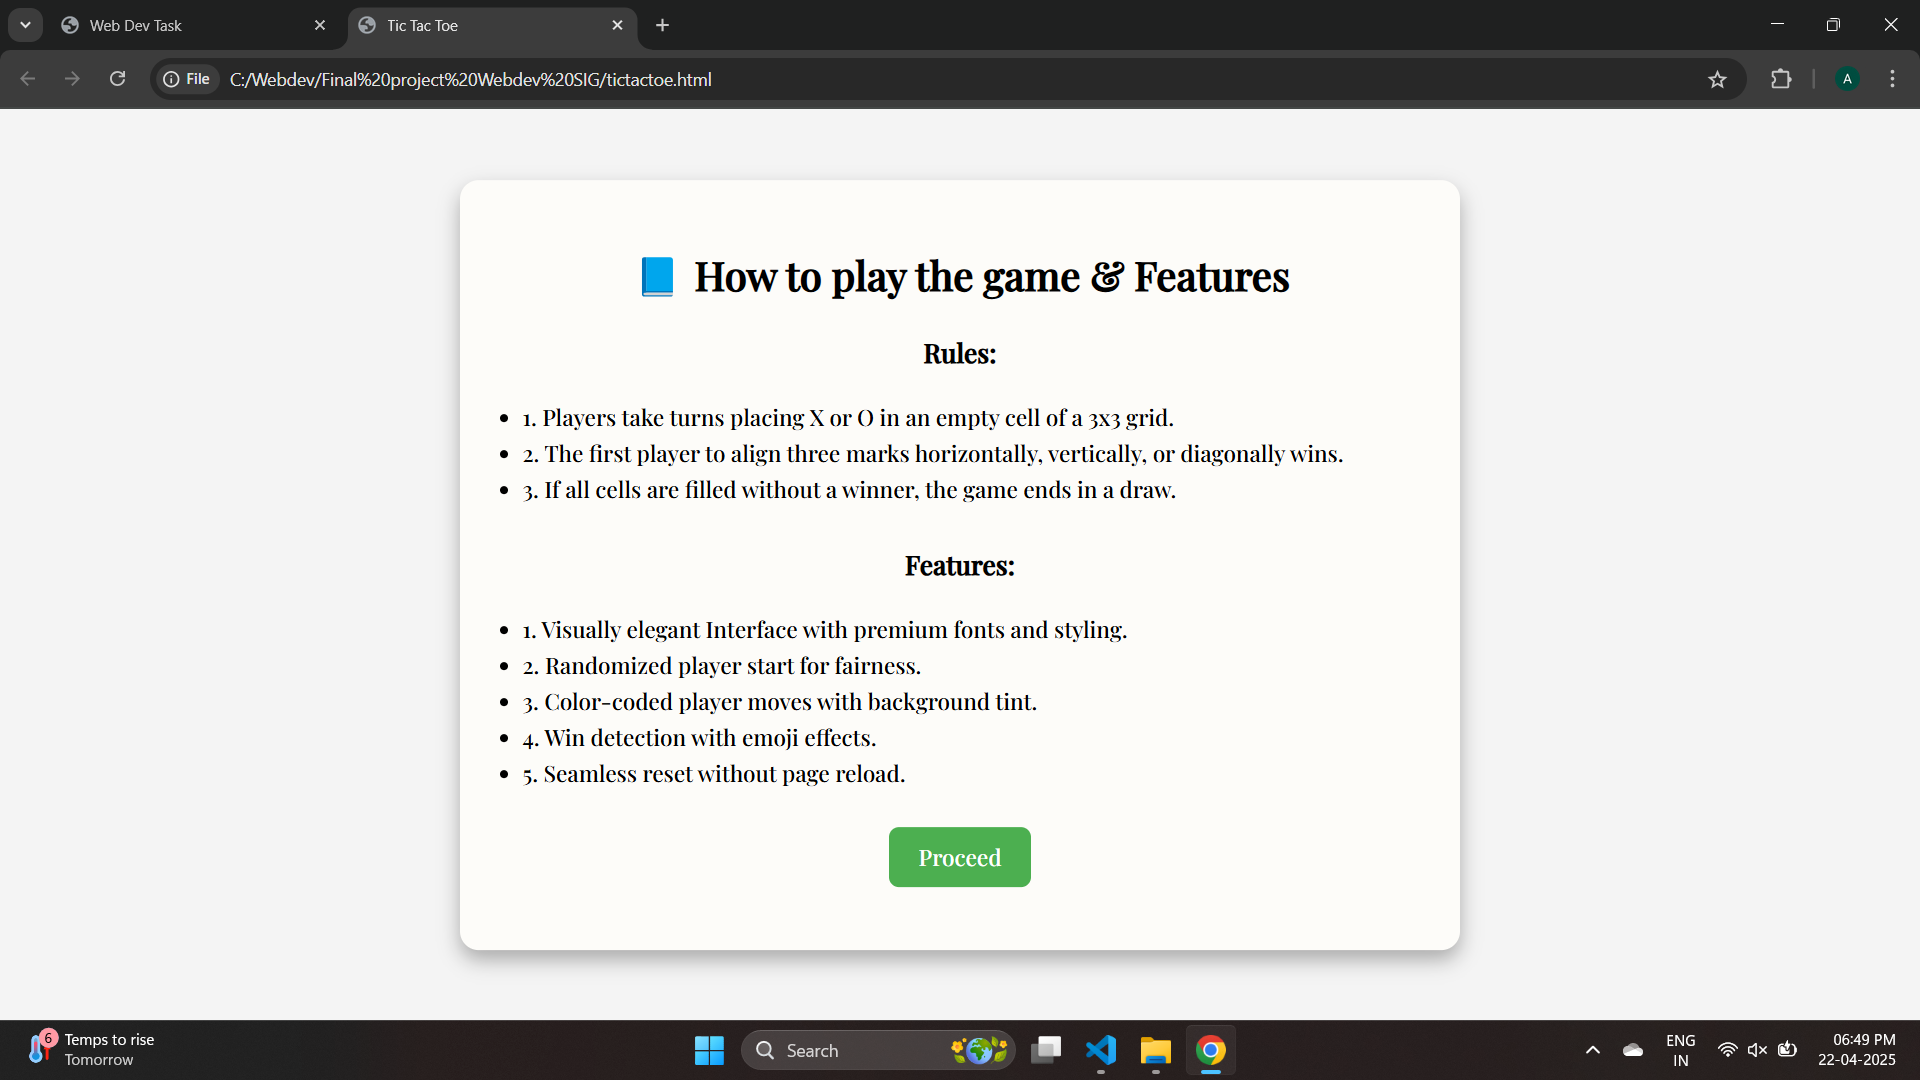 Web Dev Task
Tic Tac Toe
File
C:/Webdev/Final%20project%20Webdev%20SIG/tictactoe.html
A
How to play the game & Features
Rules:
• 1. Players take turns placing X or O in an empty cell of a 3x3 grid.
• 2. The first player to align three marks horizontally, vertically, or diagonally wins.
• 3. If all cells are filled without a winner, the game ends in a draw.
Features:
• 1. Visually elegant Interface with premium fonts and styling.
• 2. Randomized player start for fairness.
• 3. Color-coded player moves with background tint.
• 4. Win detection with emoji effects.
• 5. Seamless reset without page reload.
Proceed
6
Temps to rise
Tomorrow
Search
ENG
IN
06:49 PM
22-04-2025